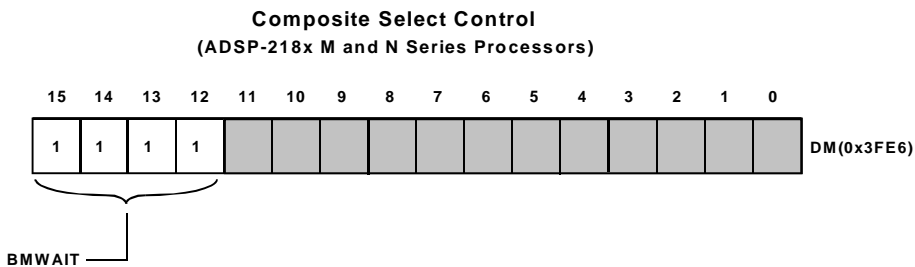 Composite Select Control
(ADSP-218x M and N Series Processors)
15 14 13 12 11 10 9 8 7 6 5 4 3 2 1 0
1 1 1 1 DM(0x3FE6)
BMWAIT